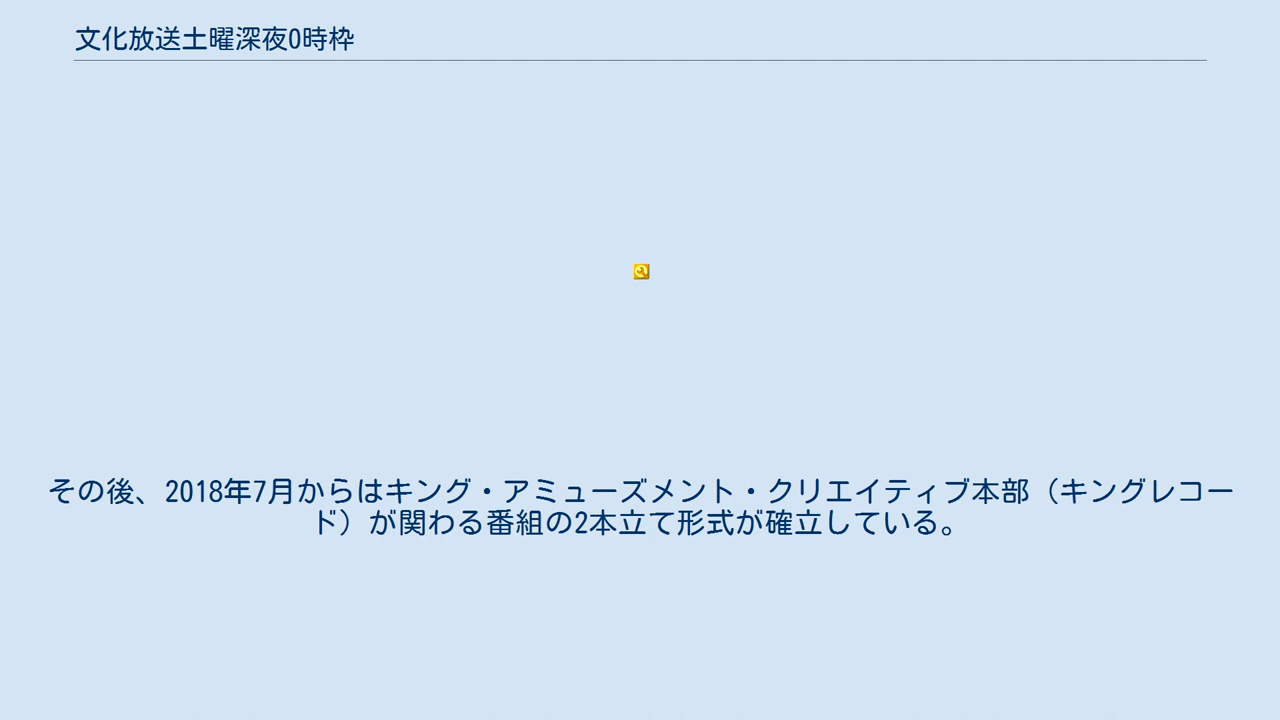 文化放送土曜深夜0時枠
その後、2018年7月からはキング・アミューズメント・クリエイティブ本部（キングレコー
ド）が関わる番組の2本立て形式が確立している。